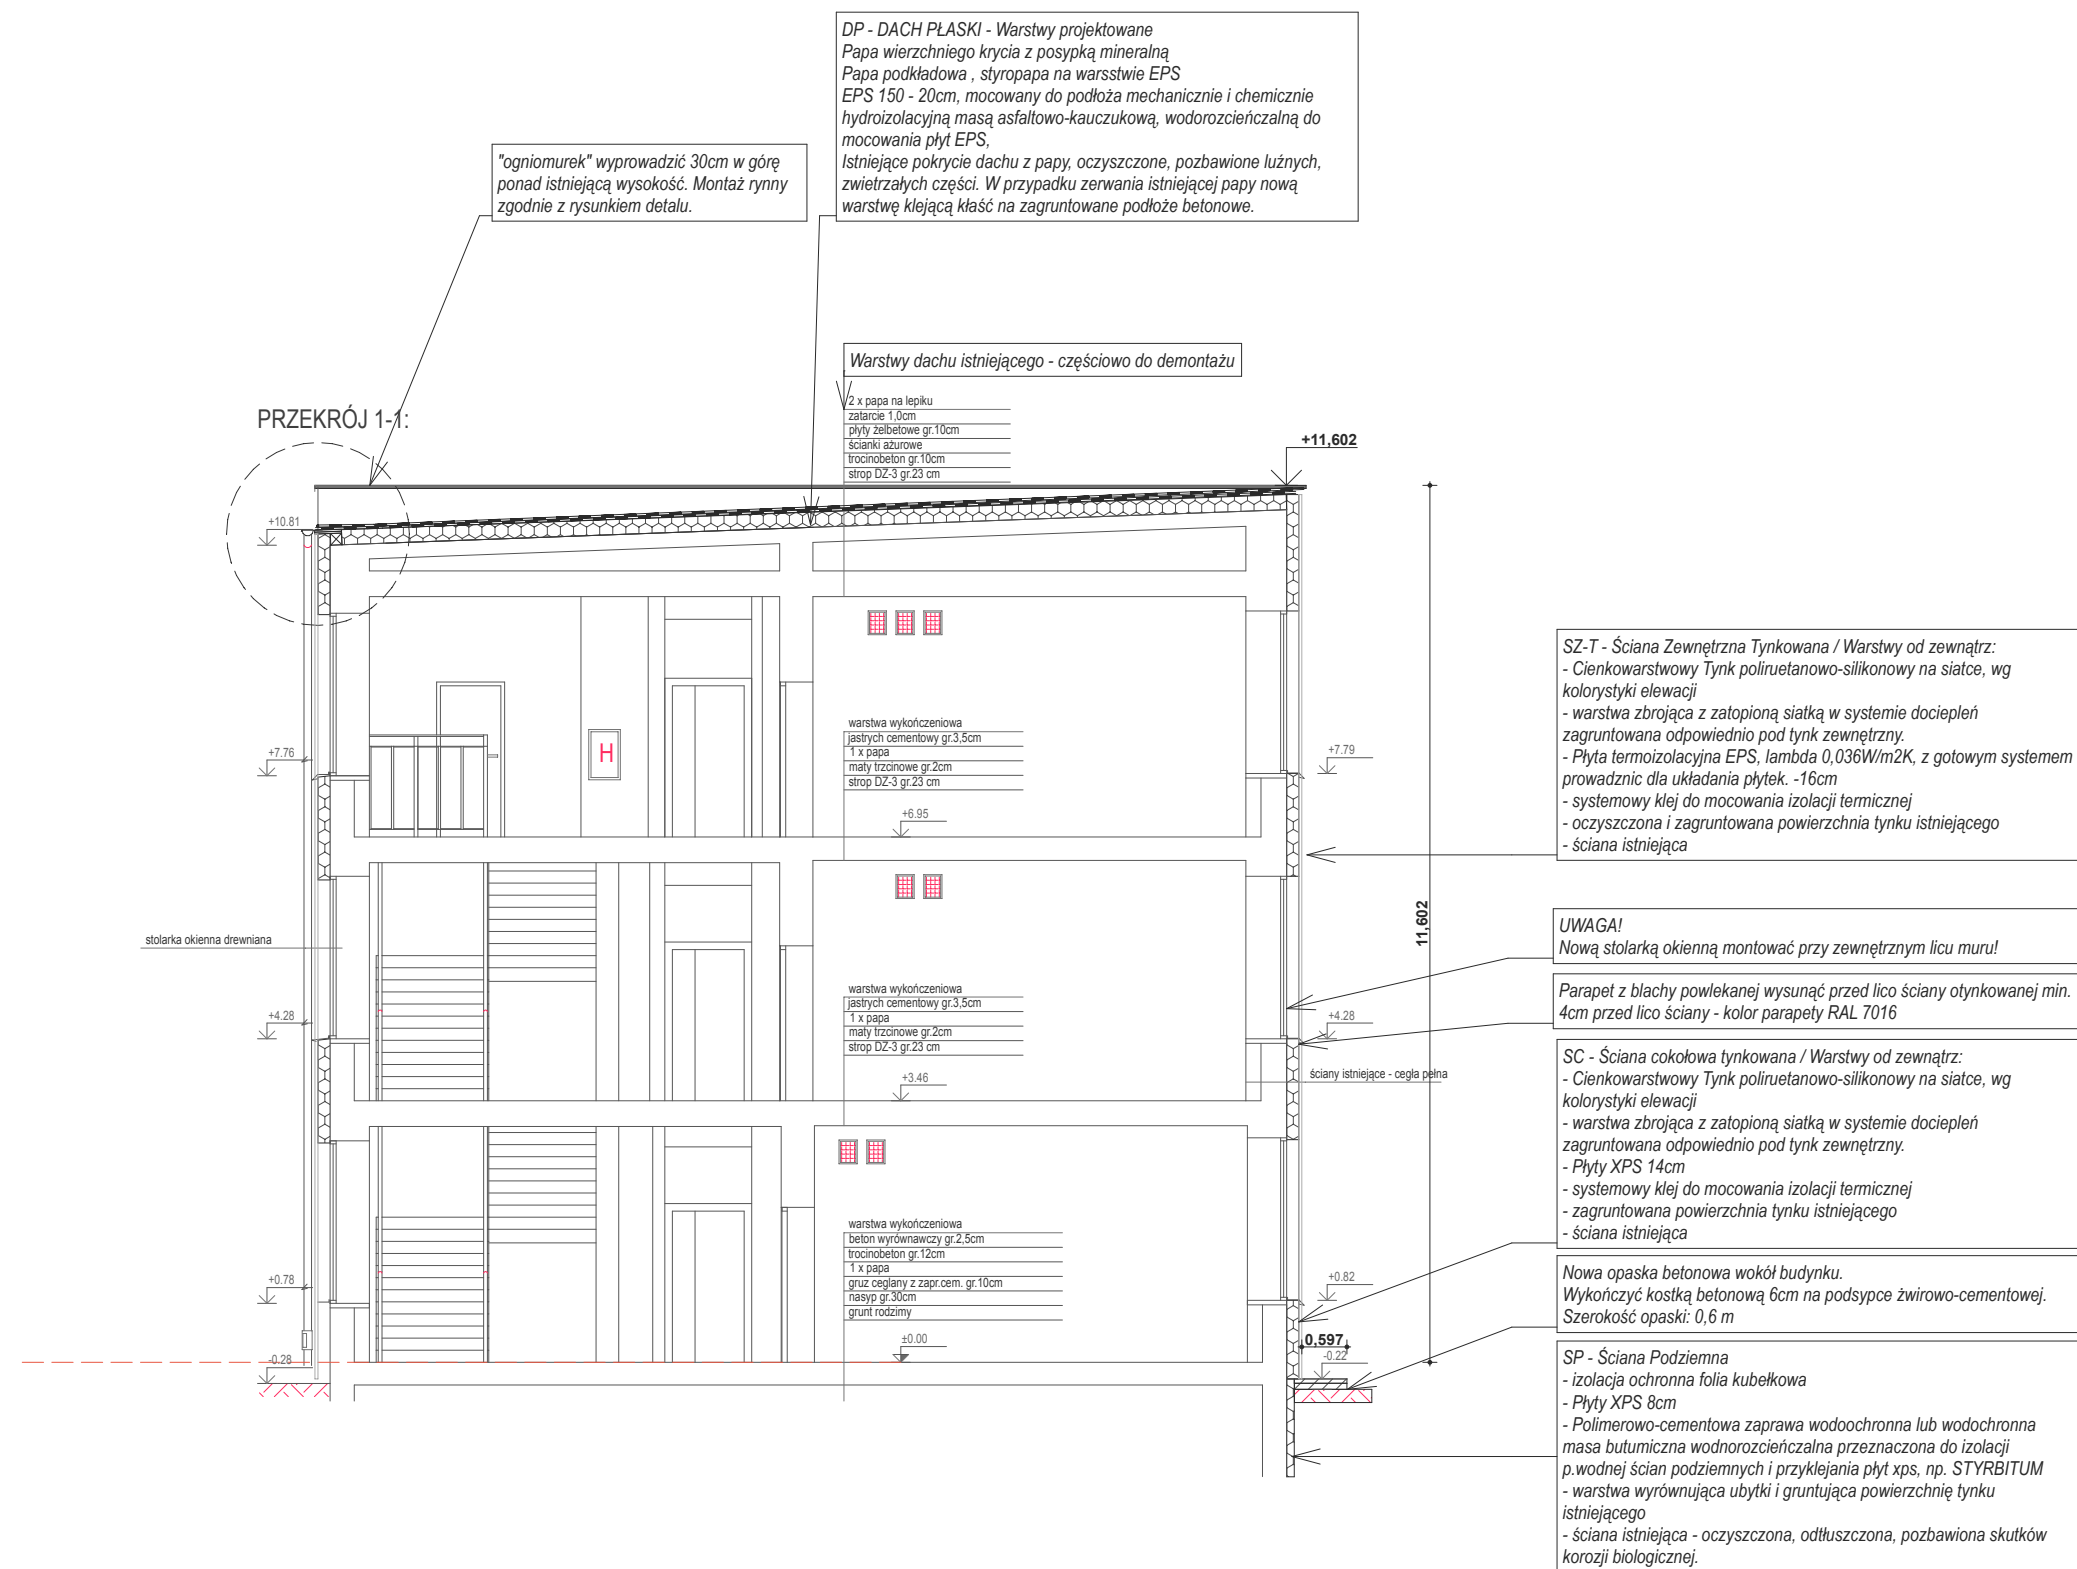 DP - DACH PŁASKI - Warstwy projektowane
Papa wierzchniego krycia z posypką mineralną
Papa podkładowa , styropapa na warsstwie EPS
EPS 150 - 20cm, mocowany do podłoża mechanicznie i chemicznie
hydroizolacyjną masą asfaltowo-kauczukową, wodorozcieńczalną do
mocowania płyt EPS,
Istniejące pokrycie dachu z papy, oczyszczone, pozbawione luźnych,
zwietrzałych części. W przypadku zerwania istniejącej papy nową
warstwę klejącą kłaść na zagruntowane podłoże betonowe.
"ogniomurek" wyprowadzić 30cm w górę
ponad istniejącą wysokość. Montaż rynny
zgodnie z rysunkiem detalu.
Warstwy dachu istniejącego - częściowo do demontażu
2 x papa na lepiku
zatarcie 1,0cm
płyty żelbetowe gr.10cm
ścianki ażurowe
trocinobeton gr.10cm
strop DZ-3 gr.23 cm
PRZEKRÓJ 1-1:
+11,602
+10.81
H
warstwa wykończeniowa
jastrych cementowy gr.3,5cm
1 x papa
maty trzcinowe gr.2cm
strop DZ-3 gr.23 cm
+7.76
+7.79
+6.95
SZ-T - Ściana Zewnętrzna Tynkowana / Warstwy od zewnątrz:
- Cienkowarstwowy Tynk poliruetanowo-silikonowy na siatce, wg
kolorystyki elewacji
- warstwa zbrojąca z zatopioną siatką w systemie dociepleń
zagruntowana odpowiednio pod tynk zewnętrzny.
- Płyta termoizolacyjna EPS, lambda 0,036W/m2K, z gotowym systemem
prowadznic dla układania płytek. -16cm
- systemowy klej do mocowania izolacji termicznej
- oczyszczona i zagruntowana powierzchnia tynku istniejącego
- ściana istniejąca
11,602
stolarka okienna drewniana
UWAGA!
Nową stolarką okienną montować przy zewnętrznym licu muru!
warstwa wykończeniowa
jastrych cementowy gr.3,5cm
1 x papa
maty trzcinowe gr.2cm
strop DZ-3 gr.23 cm
+4.28
+4.28
+3.46
Parapet z blachy powlekanej wysunąć przed lico ściany otynkowanej min.
4cm przed lico ściany - kolor parapety RAL 7016
ściany istniejące - cegła pełna
SC - Ściana cokołowa tynkowana / Warstwy od zewnątrz:
- Cienkowarstwowy Tynk poliruetanowo-silikonowy na siatce, wg
kolorystyki elewacji
- warstwa zbrojąca z zatopioną siatką w systemie dociepleń
zagruntowana odpowiednio pod tynk zewnętrzny.
- Płyty XPS 14cm
- systemowy klej do mocowania izolacji termicznej
- zagruntowana powierzchnia tynku istniejącego
- ściana istniejąca
warstwa wykończeniowa
beton wyrównawczy gr.2,5cm
trocinobeton gr.12cm
1 x papa
gruz ceglany z zapr.cem. gr.10cm
nasyp gr.30cm
grunt rodzimy
+0.78
+0.82
±0.00
Nowa opaska betonowa wokół budynku.
Wykończyć kostką betonową 6cm na podsypce żwirowo-cementowej.
Szerokość opaski: 0,6 m
0,597
-0.28
-0.22
SP - Ściana Podziemna
- izolacja ochronna folia kubełkowa
- Płyty XPS 8cm
- Polimerowo-cementowa zaprawa wodoochronna lub wodochronna
masa butumiczna wodnorozcieńczalna przeznaczona do izolacji
p.wodnej ścian podziemnych i przyklejania płyt xps, np. STYRBITUM
- warstwa wyrównująca ubytki i gruntująca powierzchnię tynku
istniejącego
- ściana istniejąca - oczyszczona, odtłuszczona, pozbawiona skutków
korozji biologicznej.